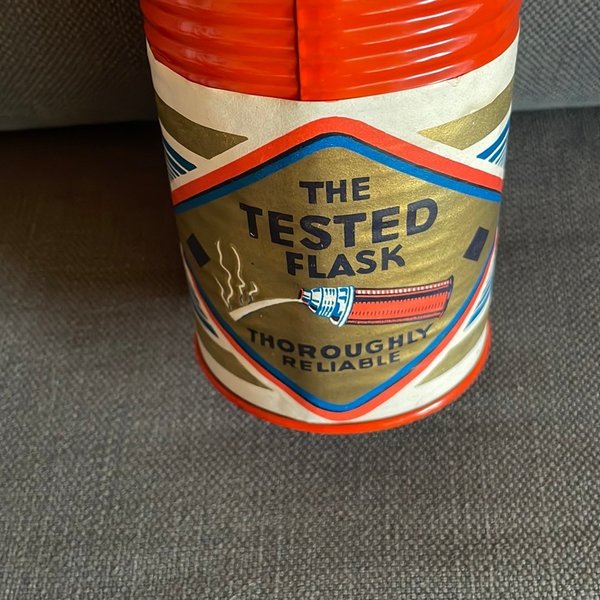 THE
TESTED
FLASK
THOROUGHLY
RELIABLE